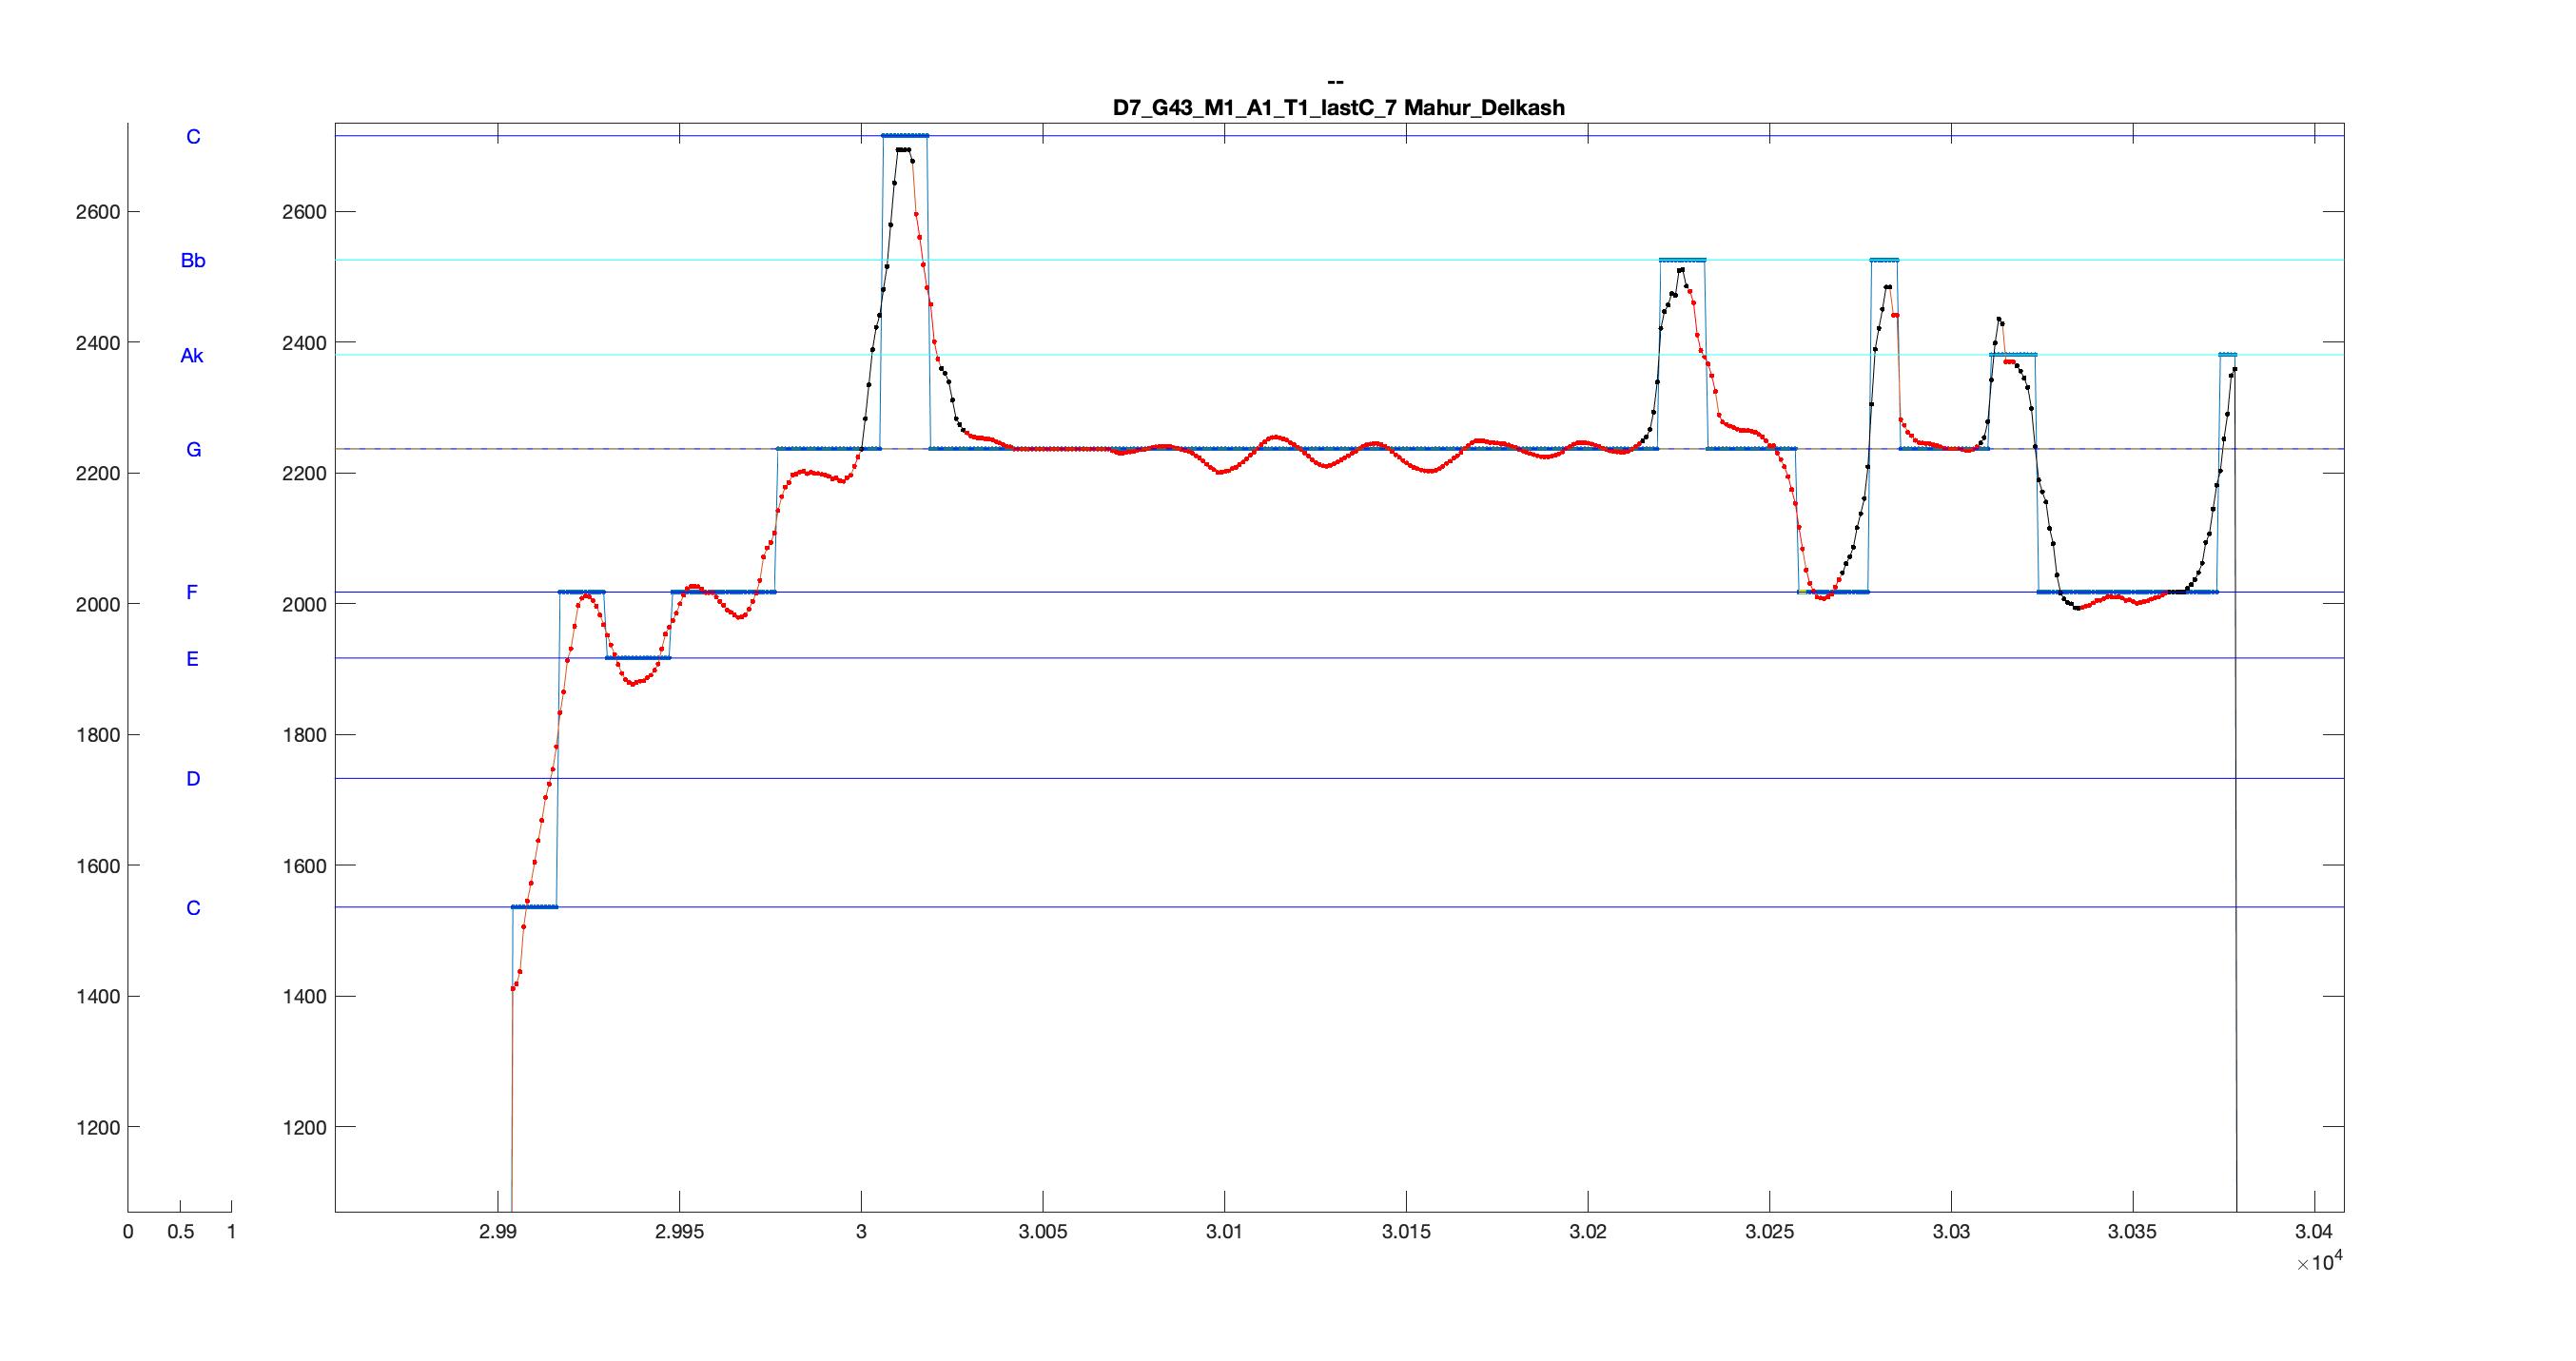 --
D7_G43_M1_A1_T1_lastC_7 Mahur_Delkash
C
2600 2600
Bb
2400 2400
Ak
G
2200 2200
F
2000 2000
E
1800 1800
D
1600 1600
C
1400 1400
1200 1200
0 0.5 1 2.99 2.995 3 3.005 3.01 3.015 3.02 3.025 3.03 3.035 3.04
×10^4